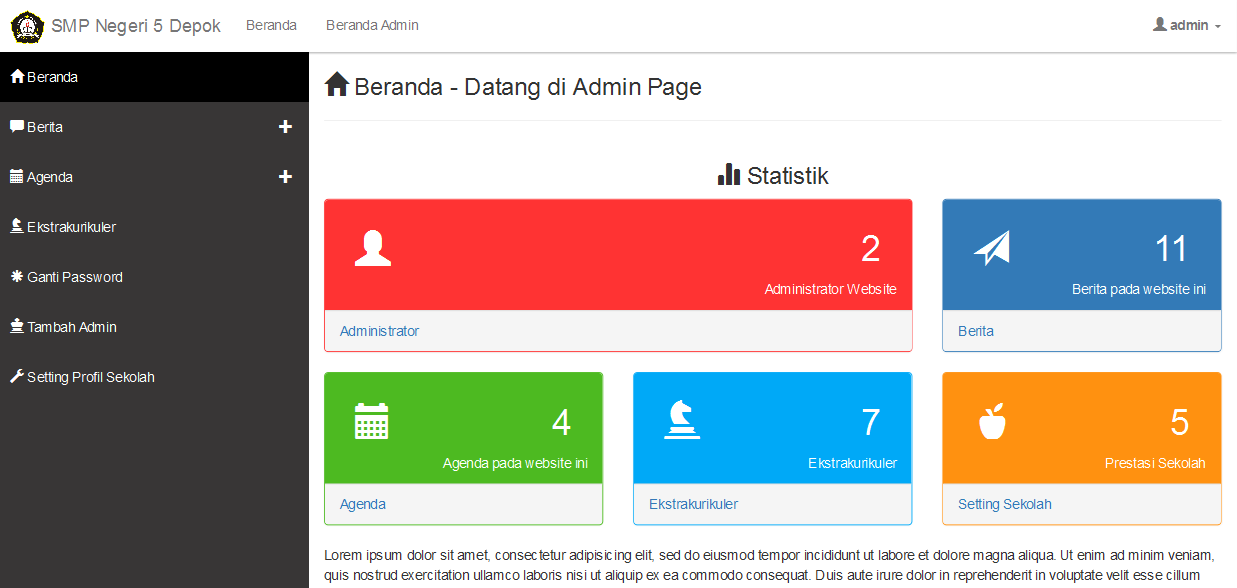 SMP Negeri 5 Depok
Beranda
Beranda Admin
admin
Beranda
Berita
Agenda
Ekstrakurikuler
Ganti Password
Tambah Admin
Setting Profil Sekolah
Beranda - Datang di Admin Page
Statistik
2
Administrator Website
Administrator
11
Berita pada website ini
Berita
4
Agenda pada website ini
Agenda
7
Ekstrakurikuler
Ekstrakurikuler
5
Prestasi Sekolah
Setting Sekolah
Lorem ipsum dolor sit amet, consectetur adipisicing elit, sed do eiusmod tempor incididunt ut labore et dolore magna aliqua. Ut enim ad minim veniam,
quis nostrud exercitation ullamco laboris nisi ut aliquip ex ea commodo consequat. Duis aute irure dolor in reprehenderit in voluptate velit esse cillum